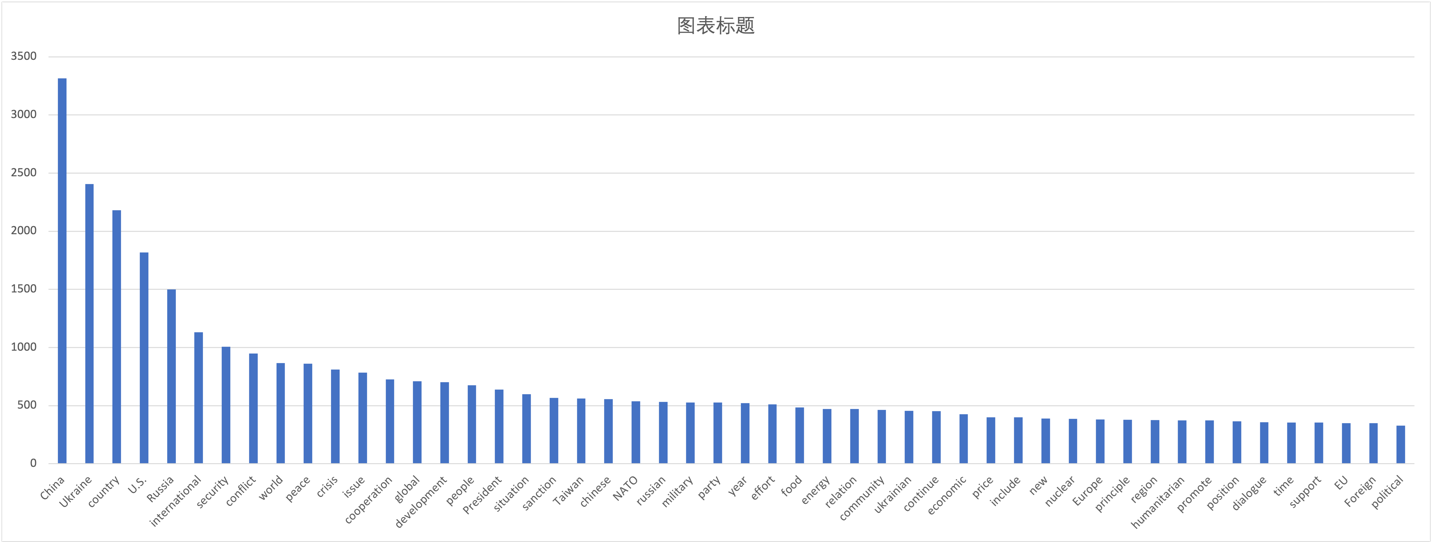 图表标题
3500
3000
2500
2000
1500
1000
500
0
China
Ukraine
country
U.S.
Russia
international
security
conflict
world
peace
crisis
issue
cooperation
global
development
people
President
situation
sanction
Taiwan
chinese
NATO
russian
military
party
year
effort
food
energy
relation
community
ukrainian
continue
economic
price
include
new
nuclear
Europe
principle
region
humanitarian
promote
position
dialogue
time
support
EU
Foreign
political